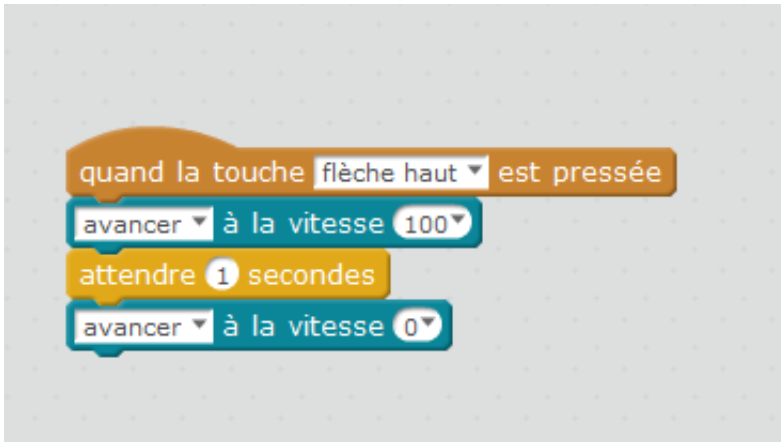 quand la touche flèche haut est pressée
avancer à la vitesse 100
attendre 1 secondes
avancer à la vitesse 0